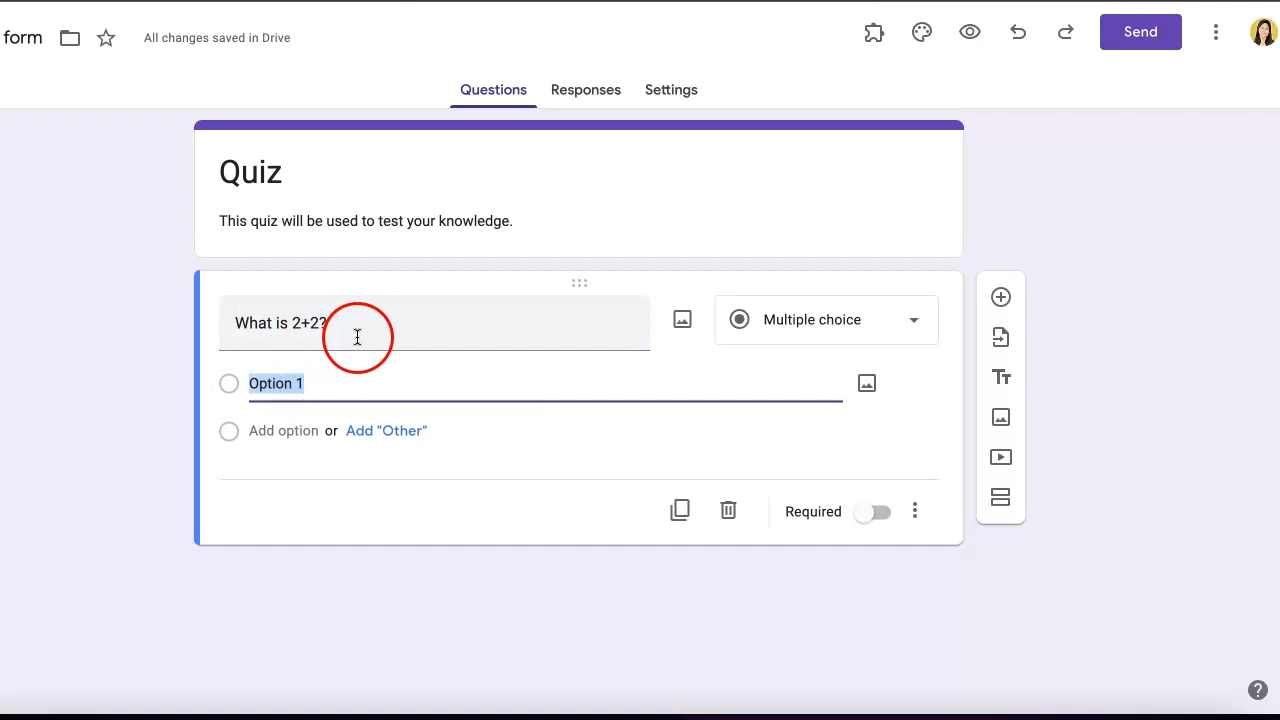 form All changes saved in Drive Send
Questions Responses Settings
Quiz
This quiz will be used to test your knowledge.
What is 2+2? Multiple choice
Option 1
Add option or Add "Other"
Required